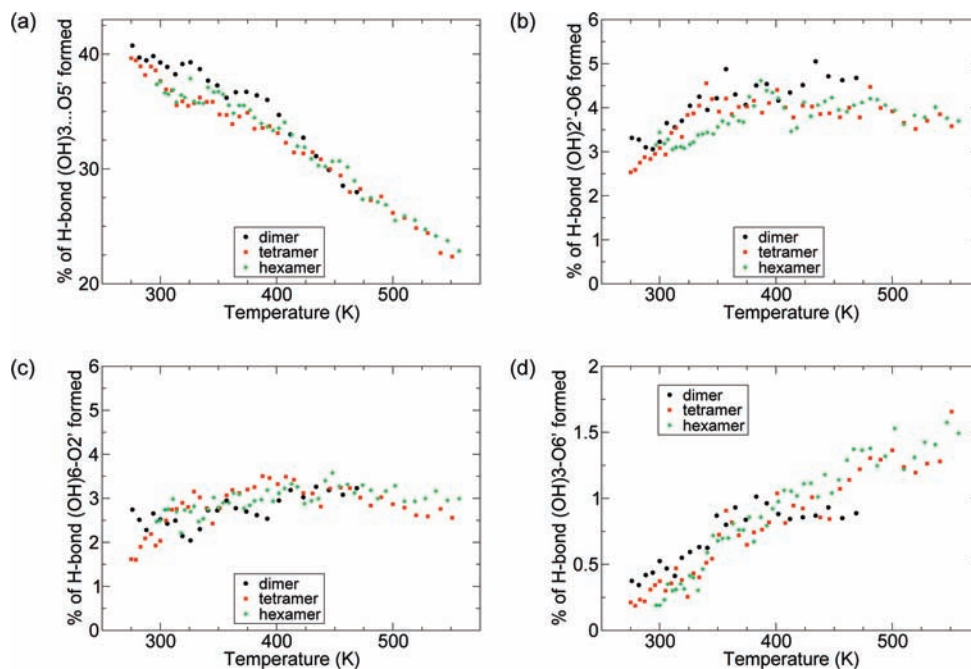 (a)
% of H-bond (OH)3...O5' formed
40
30
20
dimer
tetramer
hexamer
300
400
500
Temperature (K)
(b)
% of H-bond (OH)2'-O6 formed
6
5
4
3
2
1
0
dimer
tetramer
hexamer
300
400
500
Temperature (K)
(c)
% of H-bond (OH)6-O2' formed
6
5
4
3
2
1
0
dimer
tetramer
hexamer
300
400
500
Temperature (K)
(d)
% of H-bond (OH)3-O6' formed
2
1.5
1
0.5
0
dimer
tetramer
hexamer
300
400
500
Temperature (K)